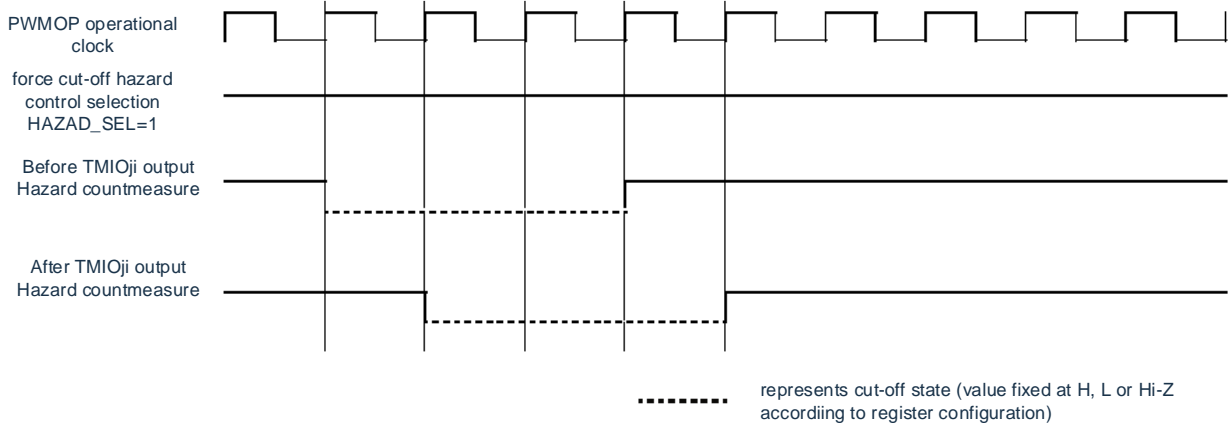 PWMOP operational
clock
force cut-off hazard
control selection
HAZAD_SEL=1
Before TMIOji output
Hazard countmeasure
After TMIOji output
Hazard countmeasure
represents cut-off state (value fixed at H, L or Hi-Z
accordiing to register configuration)